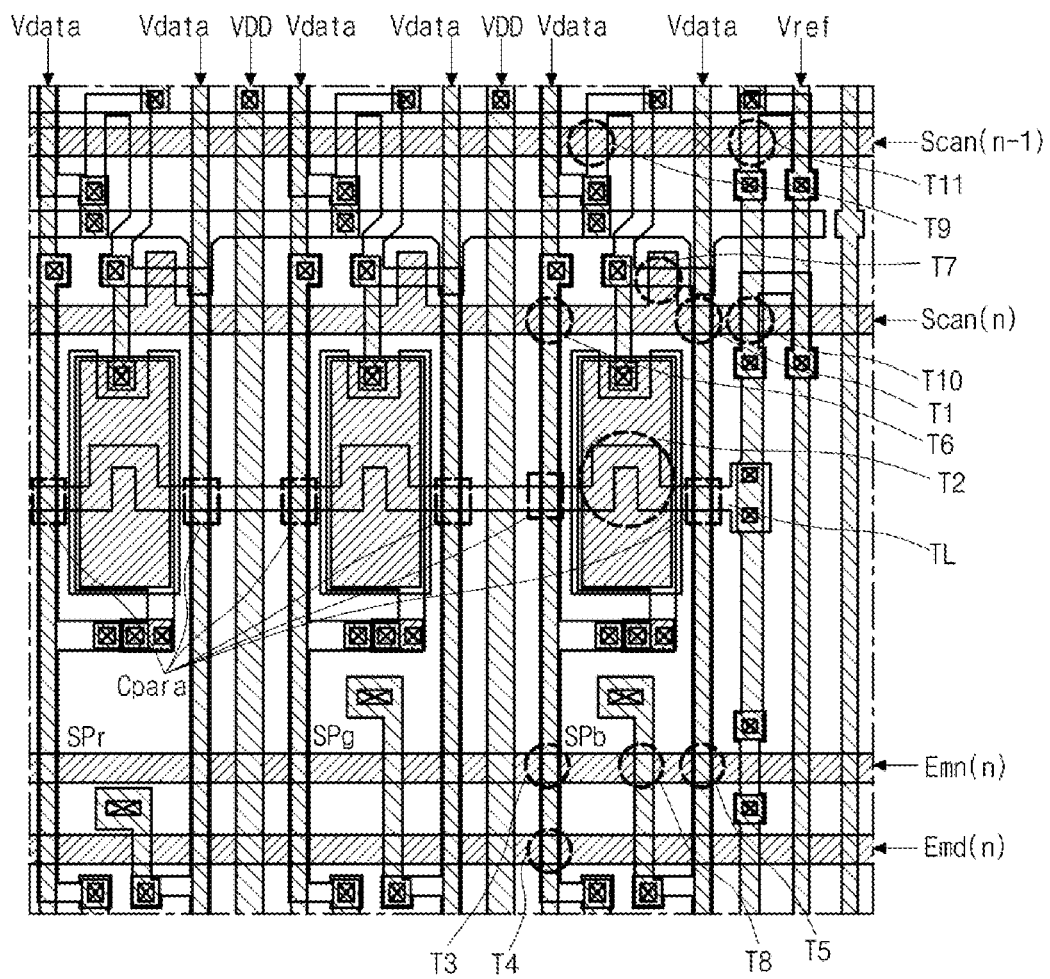 Vdata Vdata VDD Vdata Vdata VDD Vdata Vdata Vref
Scan(n-1)
T11
T9
T7
Scan(n)
T10
T1
T6
T2
TL
Cpara
SPr SPg SPb
Emn(n)
Emd(n)
T3 T4 T8 T5